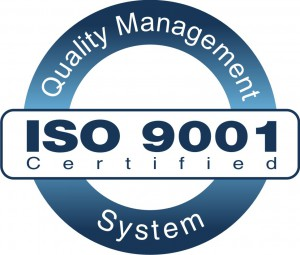 Quality Management
ISO 9001
Certified
System